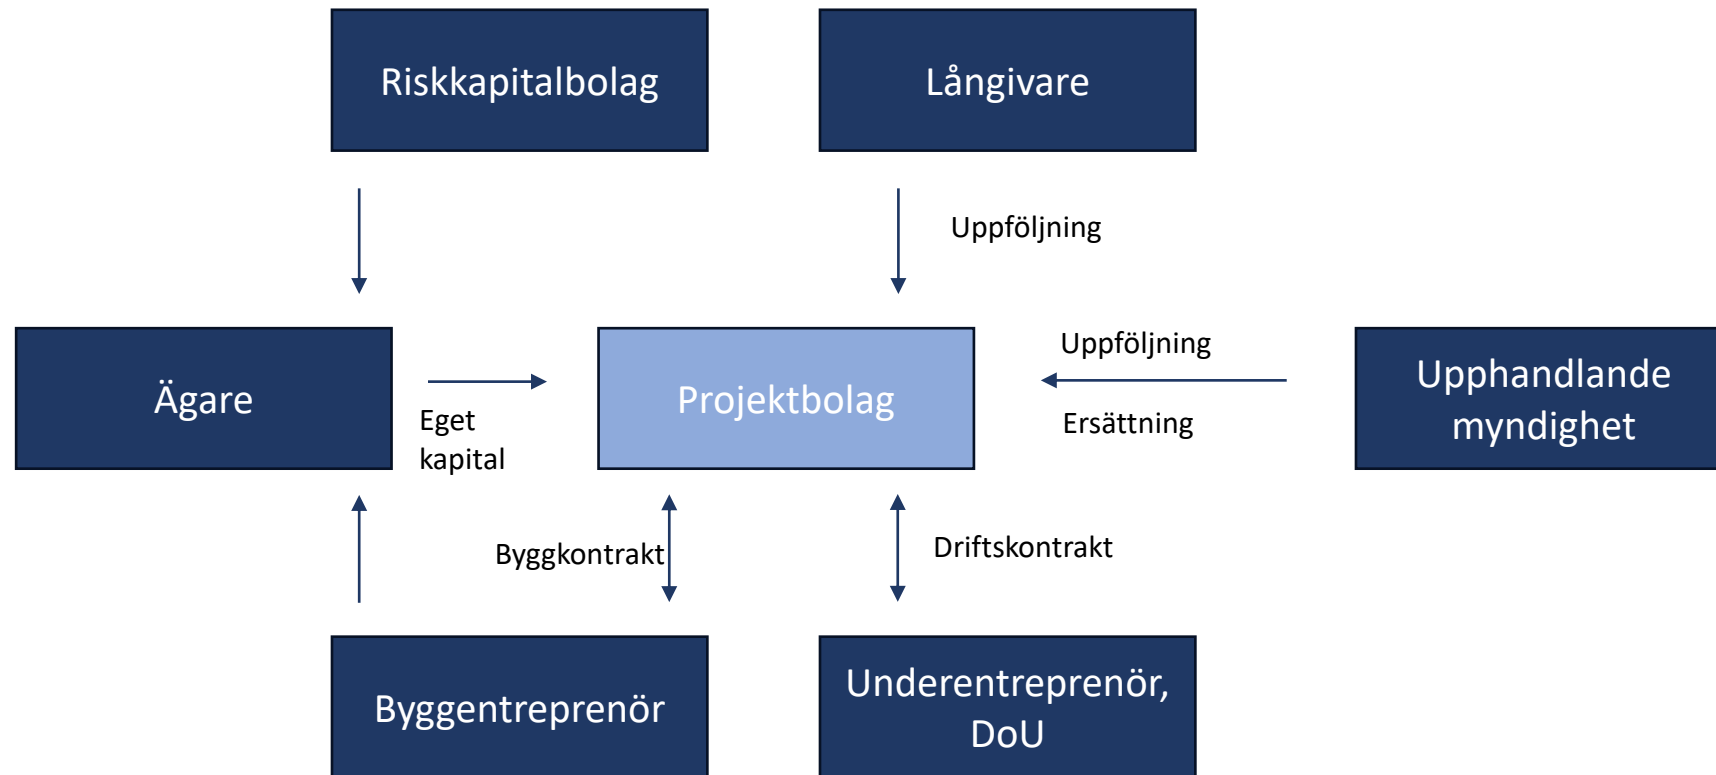 Riskkapitalbolag
Långivare
Uppföljning
Ägare
Eget
kapital
Projektbolag
Uppföljning
Ersättning
Upphandlande
myndighet
Byggkontrakt
Driftskontrakt
Byggentreprenör
Underentreprenör,
DoU